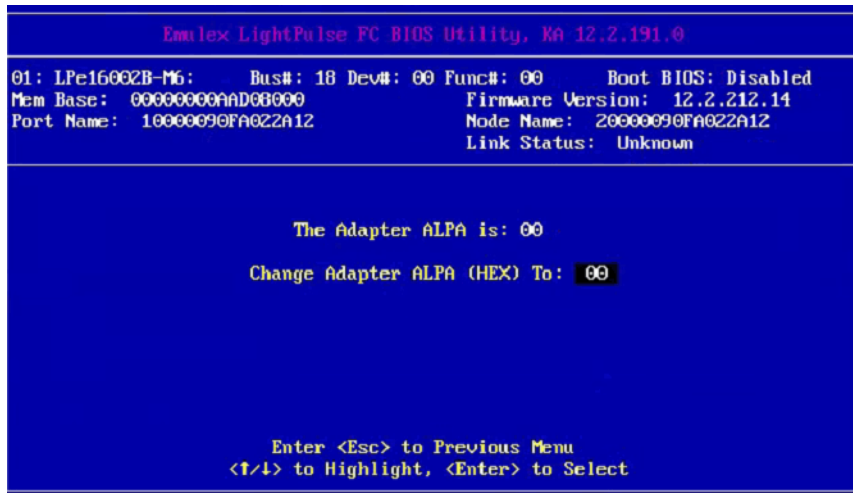 Emulex LightPulse FC BIOS Utility, KA 12.2.191.0
01: LPe16002B-M6: Bus#: 18 Dev#: 00 Func#: 00 Boot BIOS: Disabled
Mem Base: 00000000AAD08000 Firmware Version: 12.2.212.14
Port Name: 10000090FA022A12 Node Name: 20000090FA022A12
Link Status: Unknown
The Adapter ALPA is: 00
Change Adapter ALPA (HEX) To: 00
Enter <Esc> to Previous Menu
<↑/↓> to Highlight, <Enter> to Select